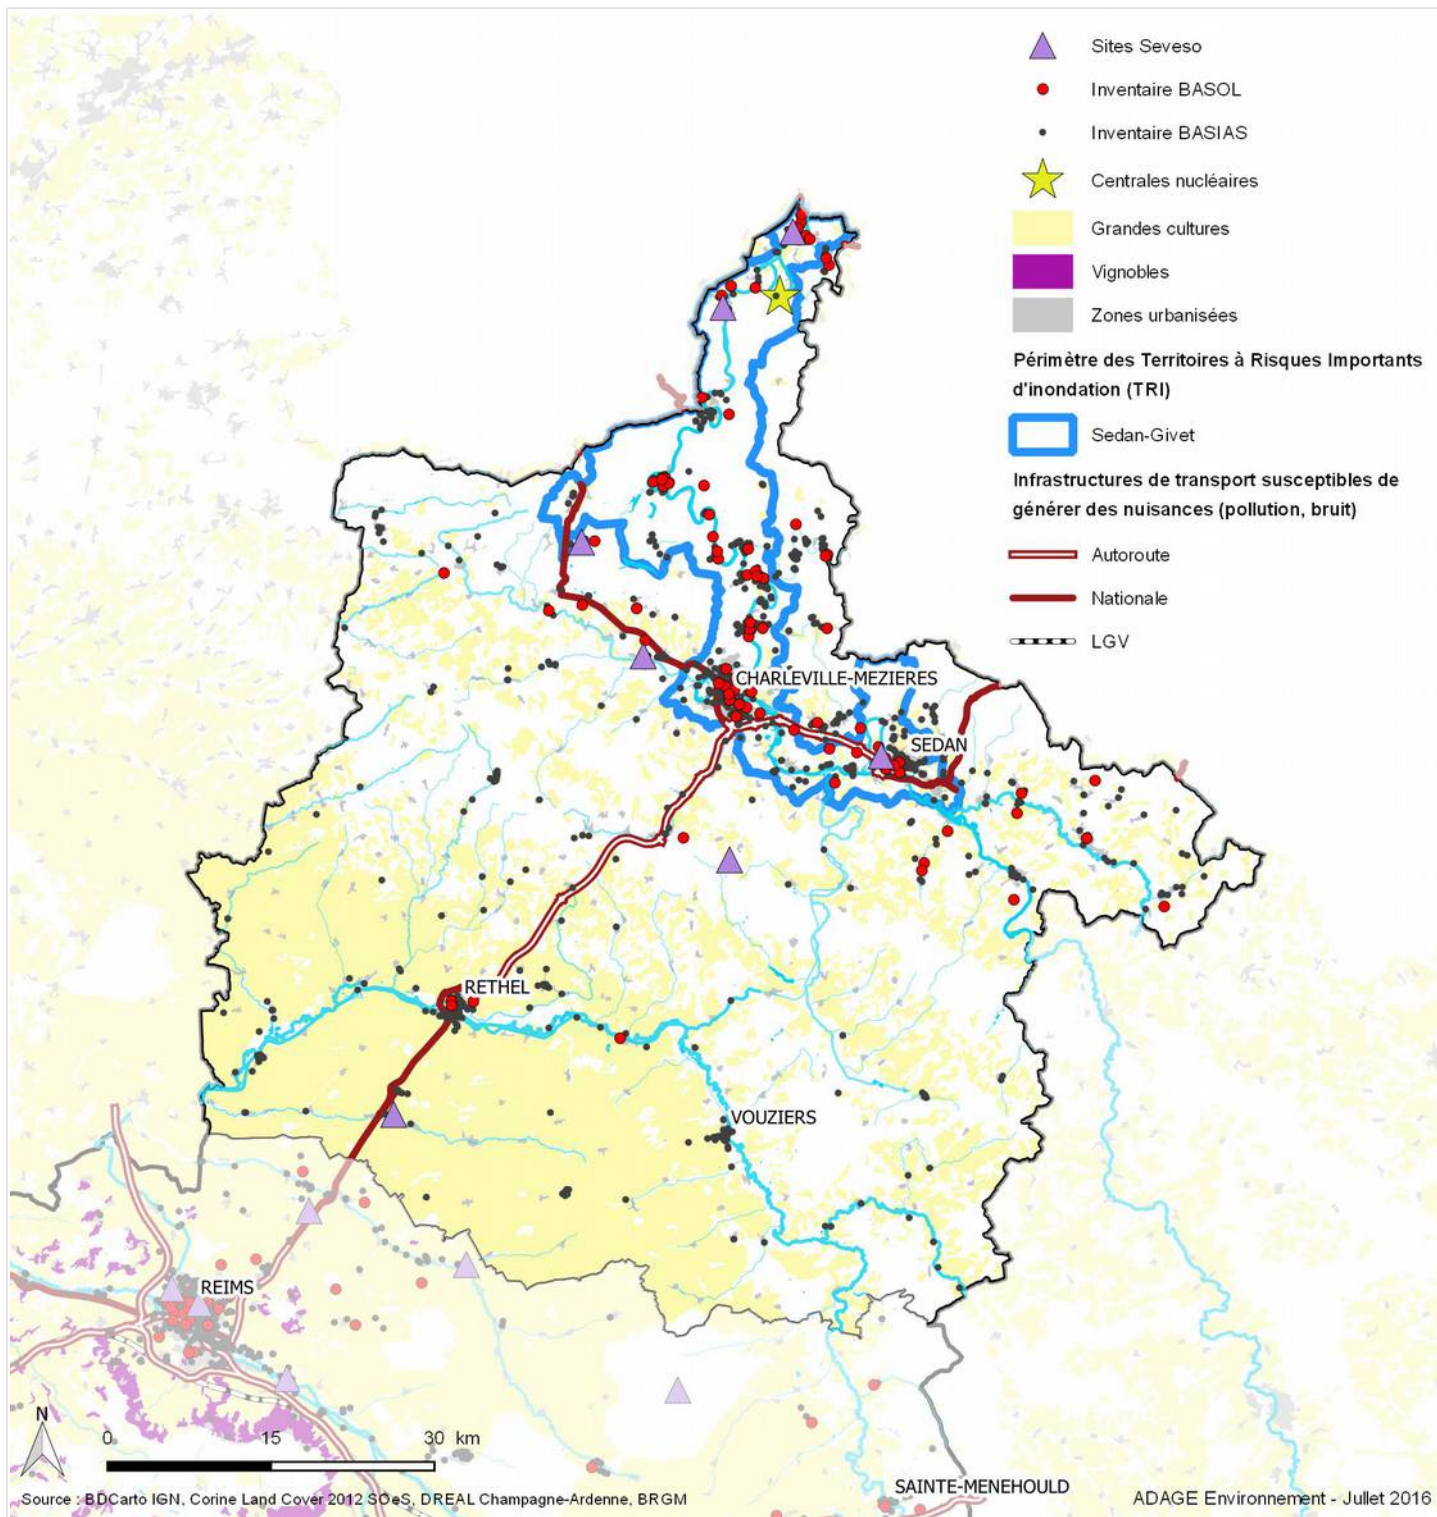 Sites Seveso
Inventaire BASOL
Inventaire BASIAS
Centrales nucléaires
Grandes cultures
Vignobles
Zones urbanisées
Périmètre des Territoires à Risques Importants
d'inondation (TRI)
Sedan-Givet
Infrastructures de transport susceptibles de
générer des nuisances (pollution, bruit)
Autoroute
Nationale
LGV
CHARLEVILLE-MEZIERES
SEDAN
RETHEL
VOUZIERS
REIMS
SAINTE-MENEHOULD
N
0 15 30 km
Source : BDCarto IGN, Corine Land Cover 2012 SOeS, DREAL Champagne-Ardenne, BRGM
ADAGE Environnement - Jullet 2016